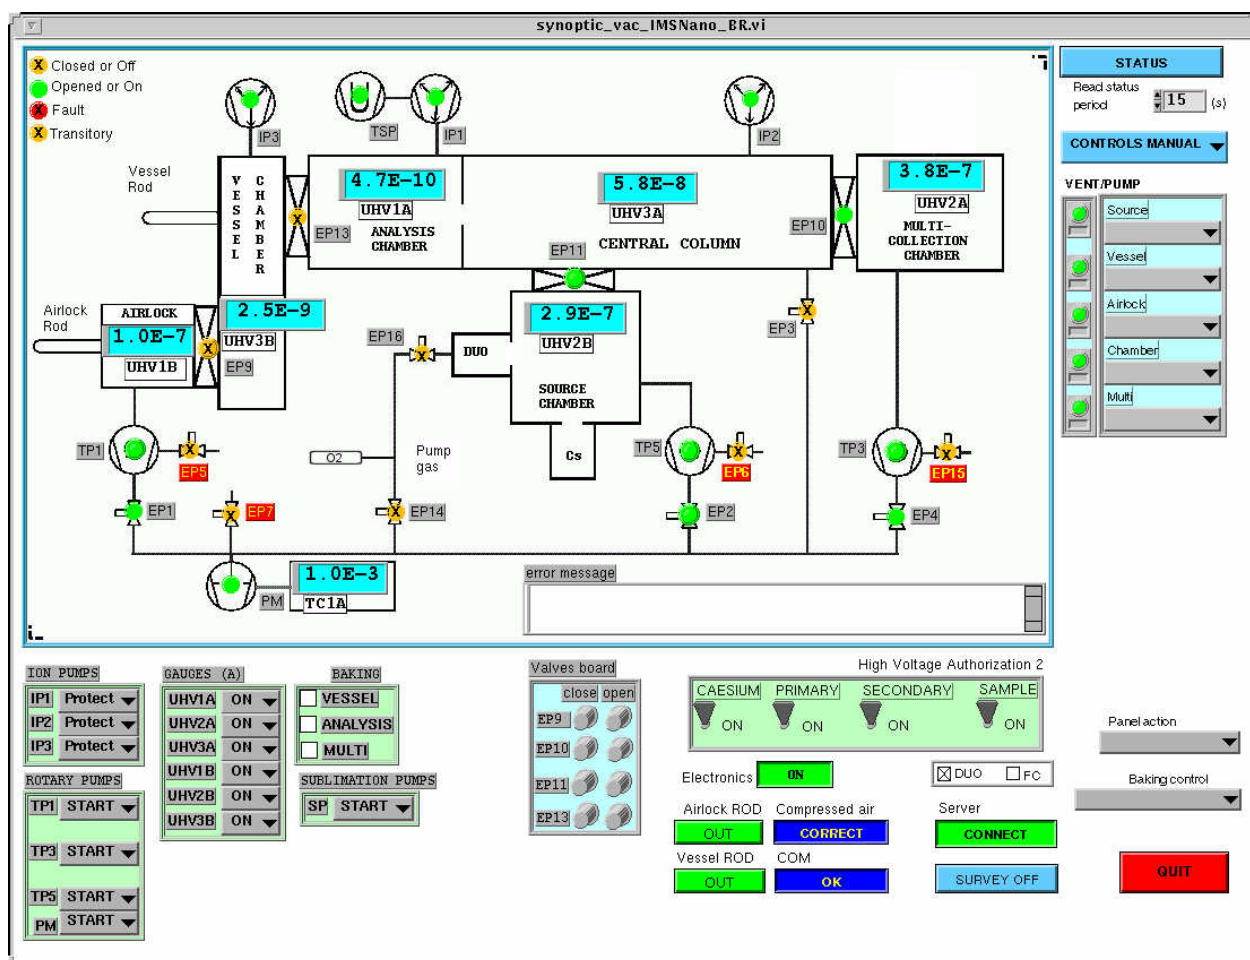 synoptic_vac_IMSNano_BR.vi
Closed or Off
Opened or On
Fault
Transitory
IP3
TSP
IP1
IP2
Vessel
Rod
VESSEL
CHAMBER
EP13
4.7E-10
UHV1A
ANALYSIS
CHAMBER
5.8E-8
UHV3A
CENTRAL COLUMN
EP11
EP10
3.8E-7
UHV2A
MULTI-
COLLECTION
CHAMBER
Airlock
Rod
AIRLOCK
1.0E-7
UHV1B
2.5E-9
UHV3B
EP9
EP16
DUO
2.9E-7
UHV2B
SOURCE
CHAMBER
Cs
EP3
TP1
EP5
EP1
EP7
O2
Pump
gas
EP14
TP5
EP6
EP2
TP3
EP15
EP4
PM
1.0E-3
TC1A
error message
STATUS
Read status
period
15
(s)
CONTROLS MANUAL
VENT/PUMP
Source
Vessel
Airlock
Chamber
Multi
ION PUMPS
IP1 Protect
IP2 Protect
IP3 Protect
ROTARY PUMPS
TP1 START
TP3 START
TP5 START
PM START
GAUGES (A)
UHV1A ON
UHV2A ON
UHV3A ON
UHV1B ON
UHV2B ON
UHV3B ON
BAKING
VESSEL
ANALYSIS
MULTI
SUBLIMATION PUMPS
SP START
Valves board
close open
EP9
EP10
EP11
EP13
High Voltage Authorization 2
CAESIUM PRIMARY SECONDARY SAMPLE
ON ON ON ON
Electronics ON
DUO FC
Airlock ROD Compressed air Server
OUT CORRECT CONNECT
Vessel ROD COM
OUT OK SURVEY OFF
Panel action
Baking control
QUIT